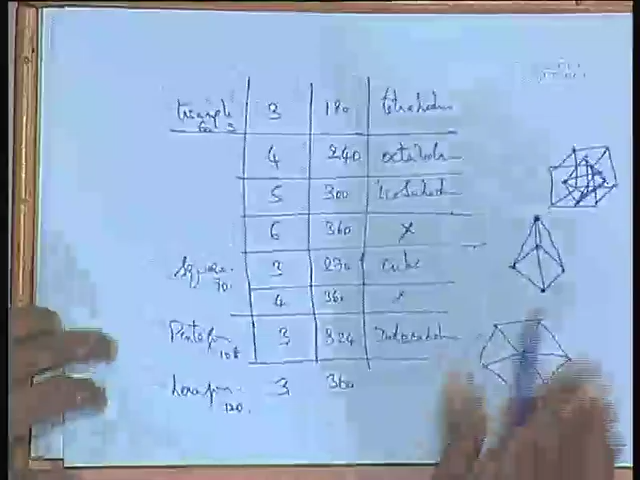 triangle 3 180 tetrahedron
60
4 240 octahedron
5 300 icosahedron
6 360 x
Square 3 270 cube
4 360 x
Pentagon 3 324 Dodecahedron
108
hexagon 3 360
120